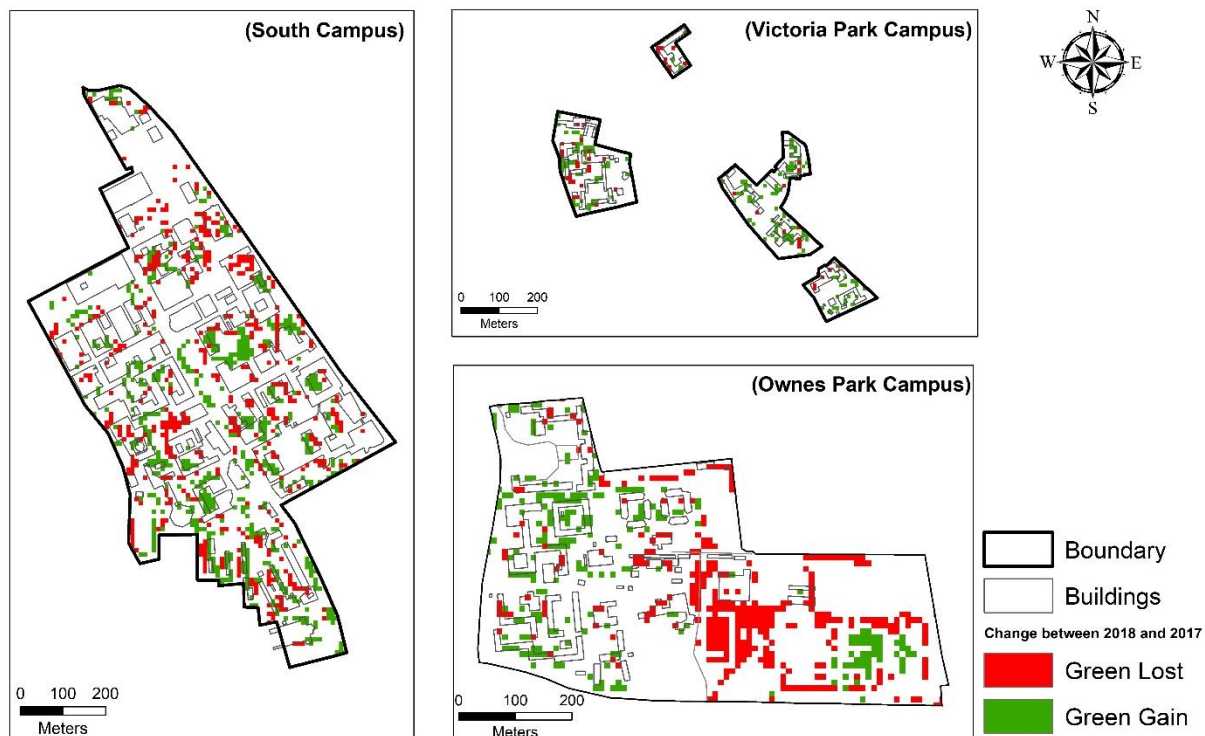 (South Campus)
0 100 200
Meters
(Victoria Park Campus)
0 100 200
Meters
N
W E
S
(Ownes Park Campus)
0 100 200
Meters
Boundary
Buildings
Change between 2018 and 2017
Green Lost
Green Gain